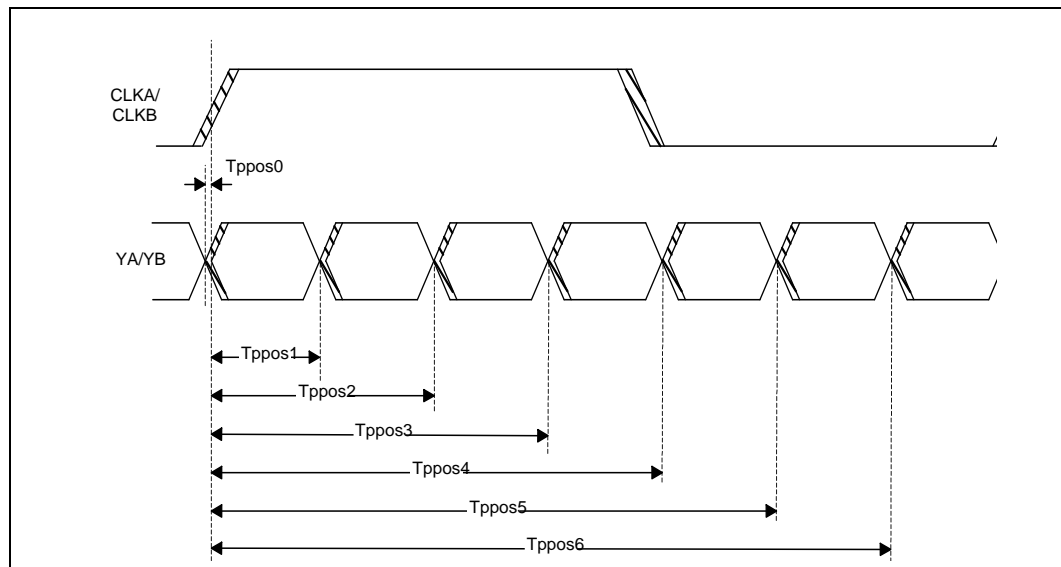 CLKA/
CLKB
Tppos0
YA/YB
Tppos1
Tppos2
Tppos3
Tppos4
Tppos5
Tppos6